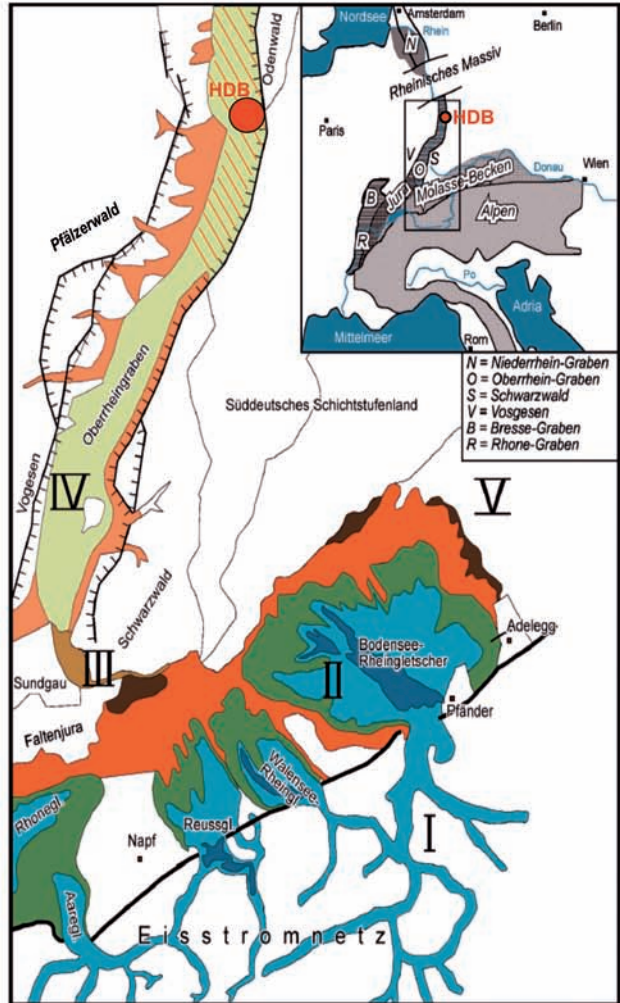 Odenwald
HDB
Pfälzerwald
Oberrheingraben
Süddeutsches Schichtstufenland
Vogesen
IV
Schwarzwald
III
Sundgau
Faltenjura
V
Adelegg
Bodensee-
Rheingletscher
II
Pfänder
Walensee-
Rheingl.
Rhonegl.
Reussgl.
Napf
I
Aaregl.
Eisstromnetz
Nordsee
Amsterdam
Berlin
Rhein
N
Rheinisches Massiv
HDB
Paris
V
S
O
Donau
Wien
Jura
Molasse-Becken
B
Alpen
R
Po
Adria
Mittelmeer
Rom
N = Niederrhein-Graben
O = Oberrhein-Graben
S = Schwarzwald
V = Vosgesen
B = Bresse-Graben
R = Rhone-Graben